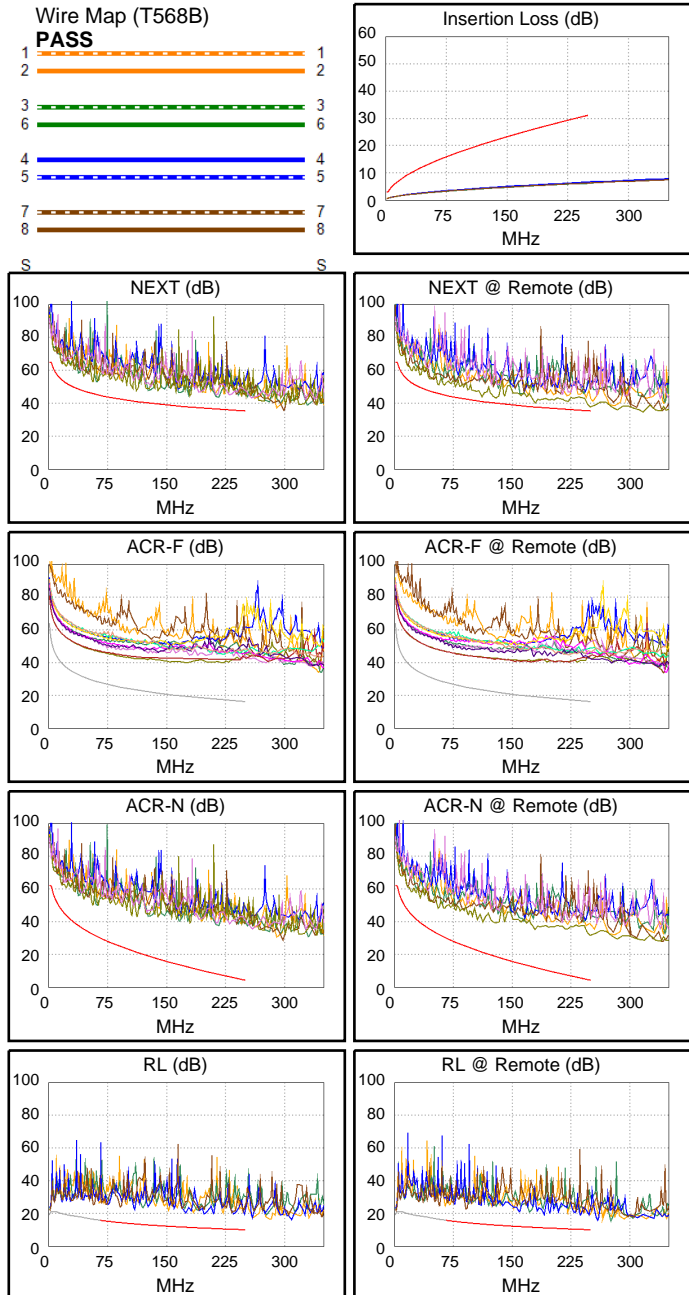 Wire Map (T568B)
PASS
1 1
2 2
3 3
6 6
4 4
5 5
7 7
8 8
S S
Insertion Loss (dB)
60
50
40
30
20
10
0
0 75 150 225 300
MHz
NEXT (dB)
100
80
60
40
20
0
0 75 150 225 300
MHz
NEXT @ Remote (dB)
100
80
60
40
20
0
0 75 150 225 300
MHz
ACR-F (dB)
100
80
60
40
20
0
0 75 150 225 300
MHz
ACR-F @ Remote (dB)
100
80
60
40
20
0
0 75 150 225 300
MHz
ACR-N (dB)
100
80
60
40
20
0
0 75 150 225 300
MHz
ACR-N @ Remote (dB)
100
80
60
40
20
0
0 75 150 225 300
MHz
RL (dB)
100
80
60
40
20
0
0 75 150 225 300
MHz
RL @ Remote (dB)
100
80
60
40
20
0
0 75 150 225 300
MHz